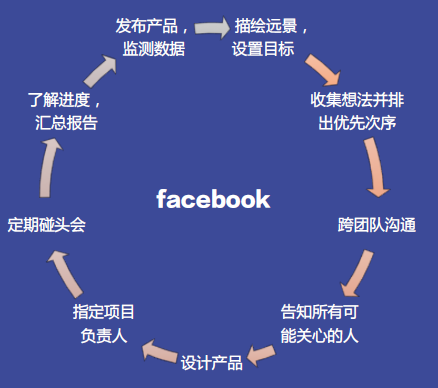 发布产品，
监测数据
描绘远景，
设置目标
收集想法并排
出优先次序
跨团队沟通
告知所有可
能关心的人
设计产品
指定项目
负责人
定期碰头会
了解进度，
汇总报告
facebook